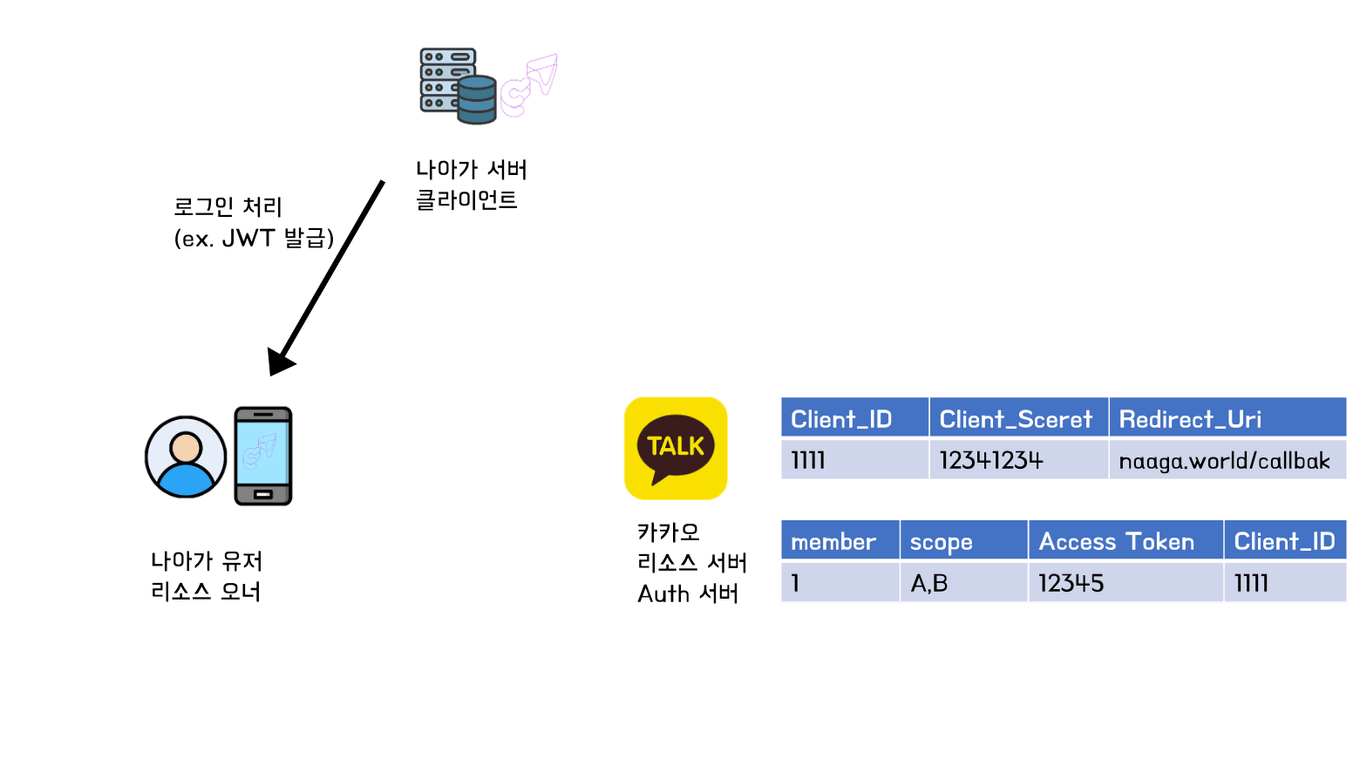 나아가 서버
클라이언트
로그인 처리
(ex. JWT 발급)
TALK
Client_ID Client_Sceret Redirect_Uri
1111 12341234 naaga.world/callbak
카카오
리소스 서버
Auth 서버
member scope Access Token Client_ID
1 A,B 12345 1111
나아가 유저
리소스 오너